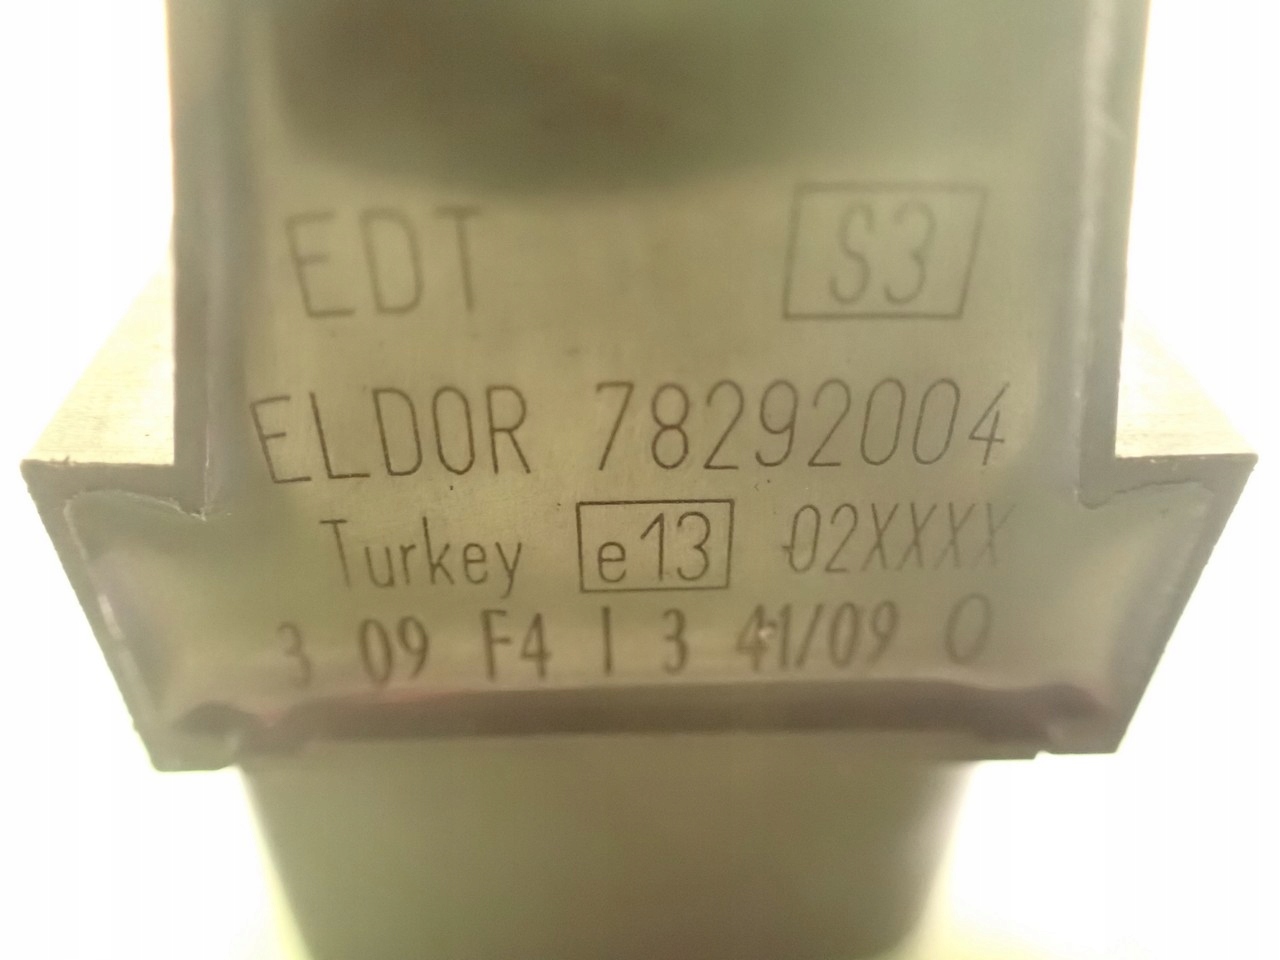 EDT S3
ELDOR 78292004
Turkey e13 02XXXX
3 09 F4 I 3 41/09 0